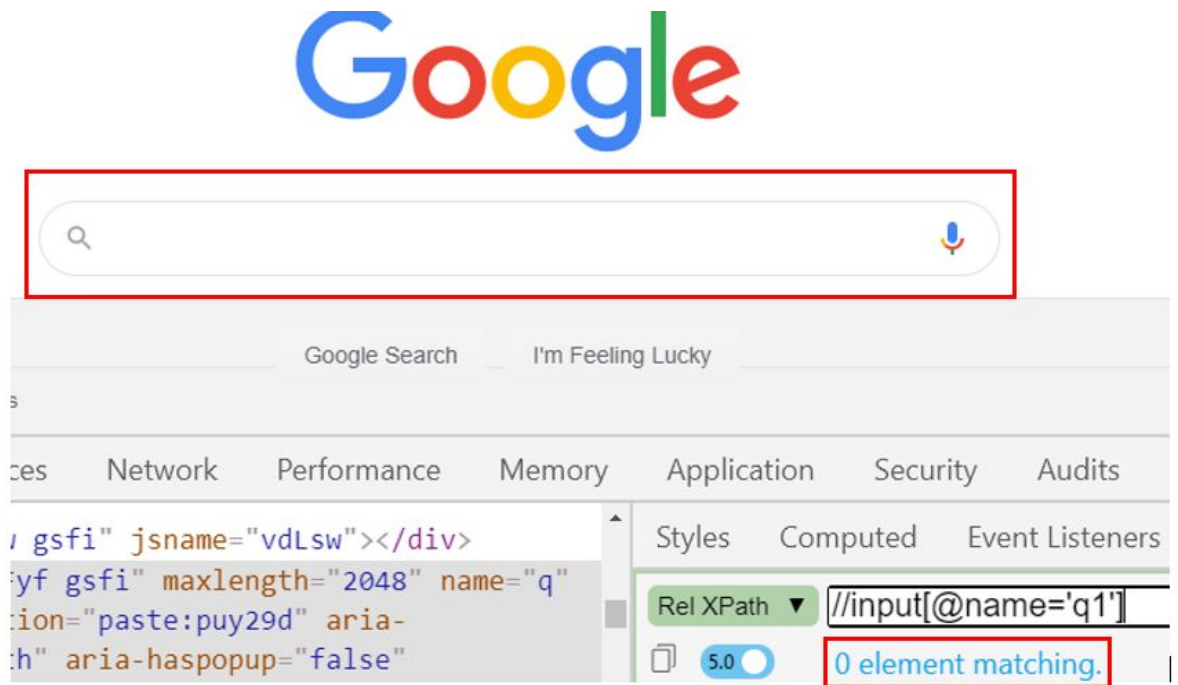 Google
Google Search I'm Feeling Lucky
s
ces Network Performance Memory Application Security Audits
gsfi" jsname="vdLsw"></div>
yf gsfi" maxlength="2048" name="q"
tion="paste:puy29d" aria-
h" aria-haspopup="false"
Styles Computed Event Listeners
Rel XPath ▼ //input[@name='q1']
5.0 0 element matching.